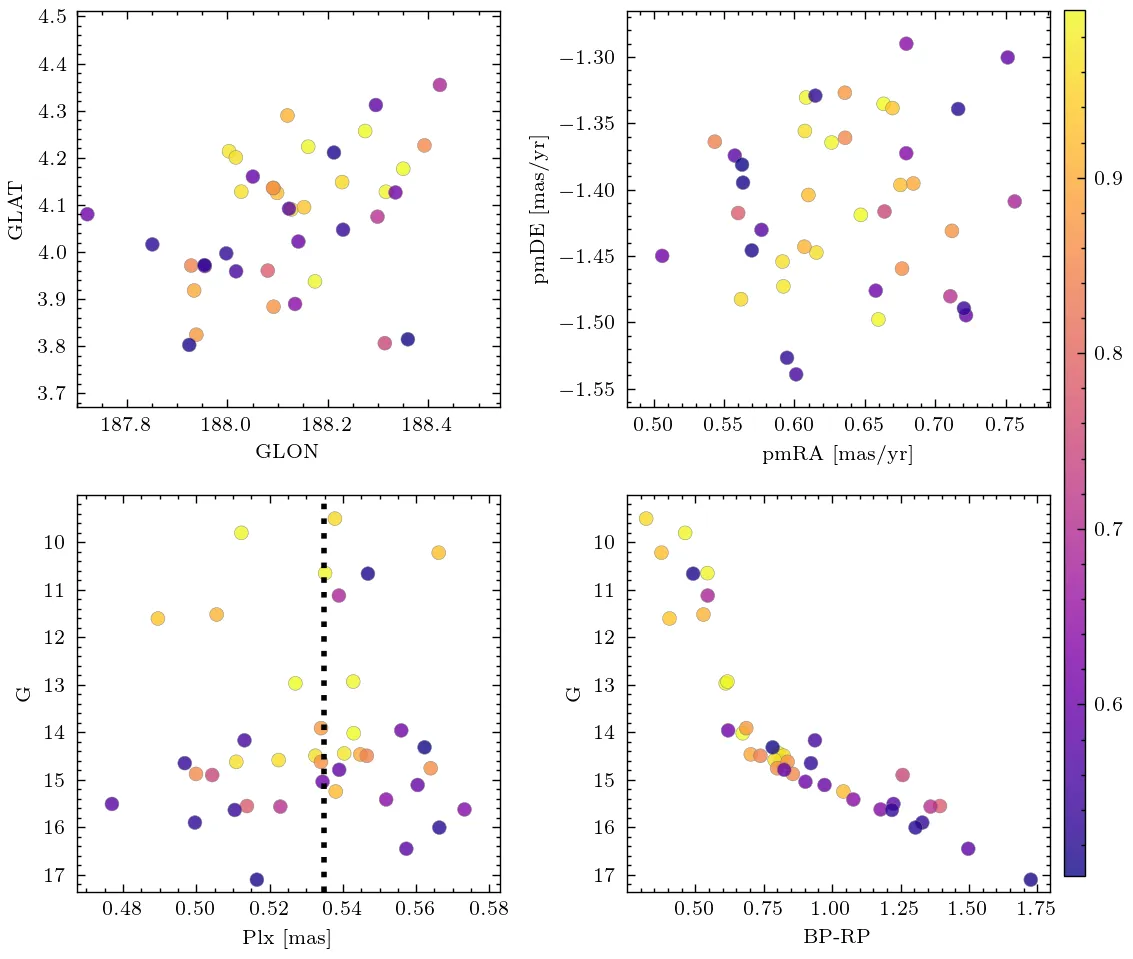 4.5
4.4
4.3
4.2
4.1
4.0
3.9
3.8
3.7
GLAT
187.8 188.0 188.2 188.4
GLON
−1.30
−1.35
−1.40
−1.45
−1.50
−1.55
pmDE [mas/yr]
0.50 0.55 0.60 0.65 0.70 0.75
pmRA [mas/yr]
0.9
0.8
0.7
0.6
10
11
12
13
14
15
16
17
G
0.48 0.50 0.52 0.54 0.56 0.58
Plx [mas]
10
11
12
13
14
15
16
17
G
0.50 0.75 1.00 1.25 1.50 1.75
BP-RP